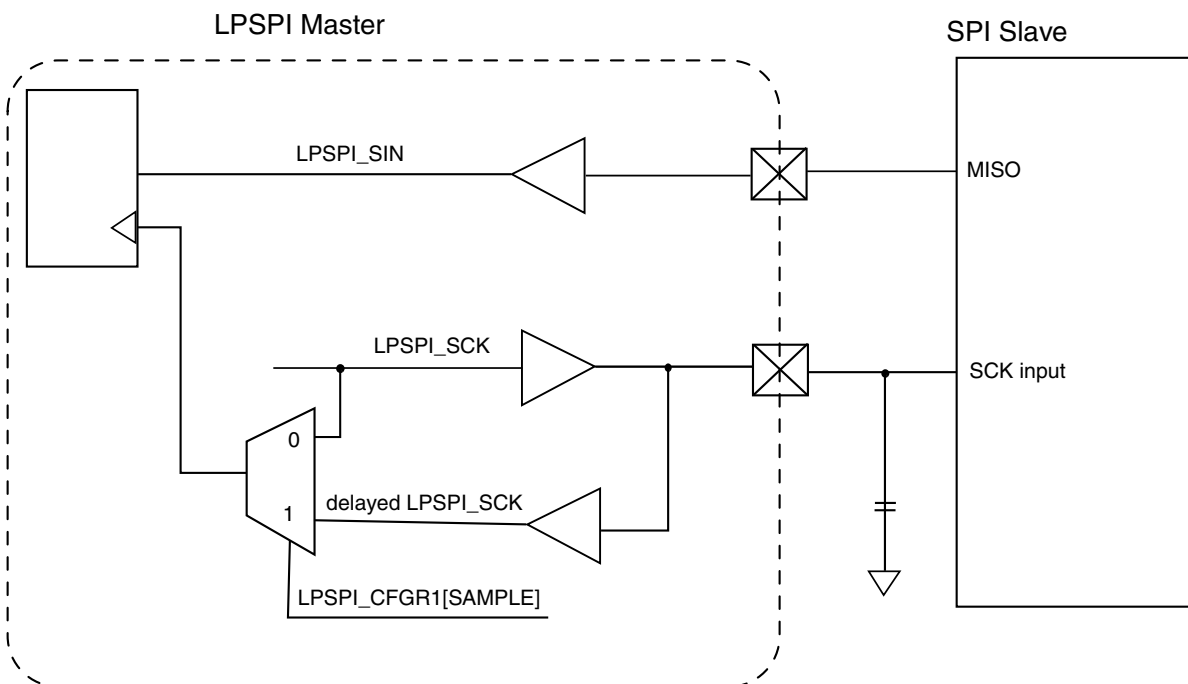 LPSPI Master
SPI Slave
LPSPI_SIN
MISO
LPSPI_SCK
SCK input
0
delayed LPSPI_SCK
1
LPSPI_CFGR1[SAMPLE]